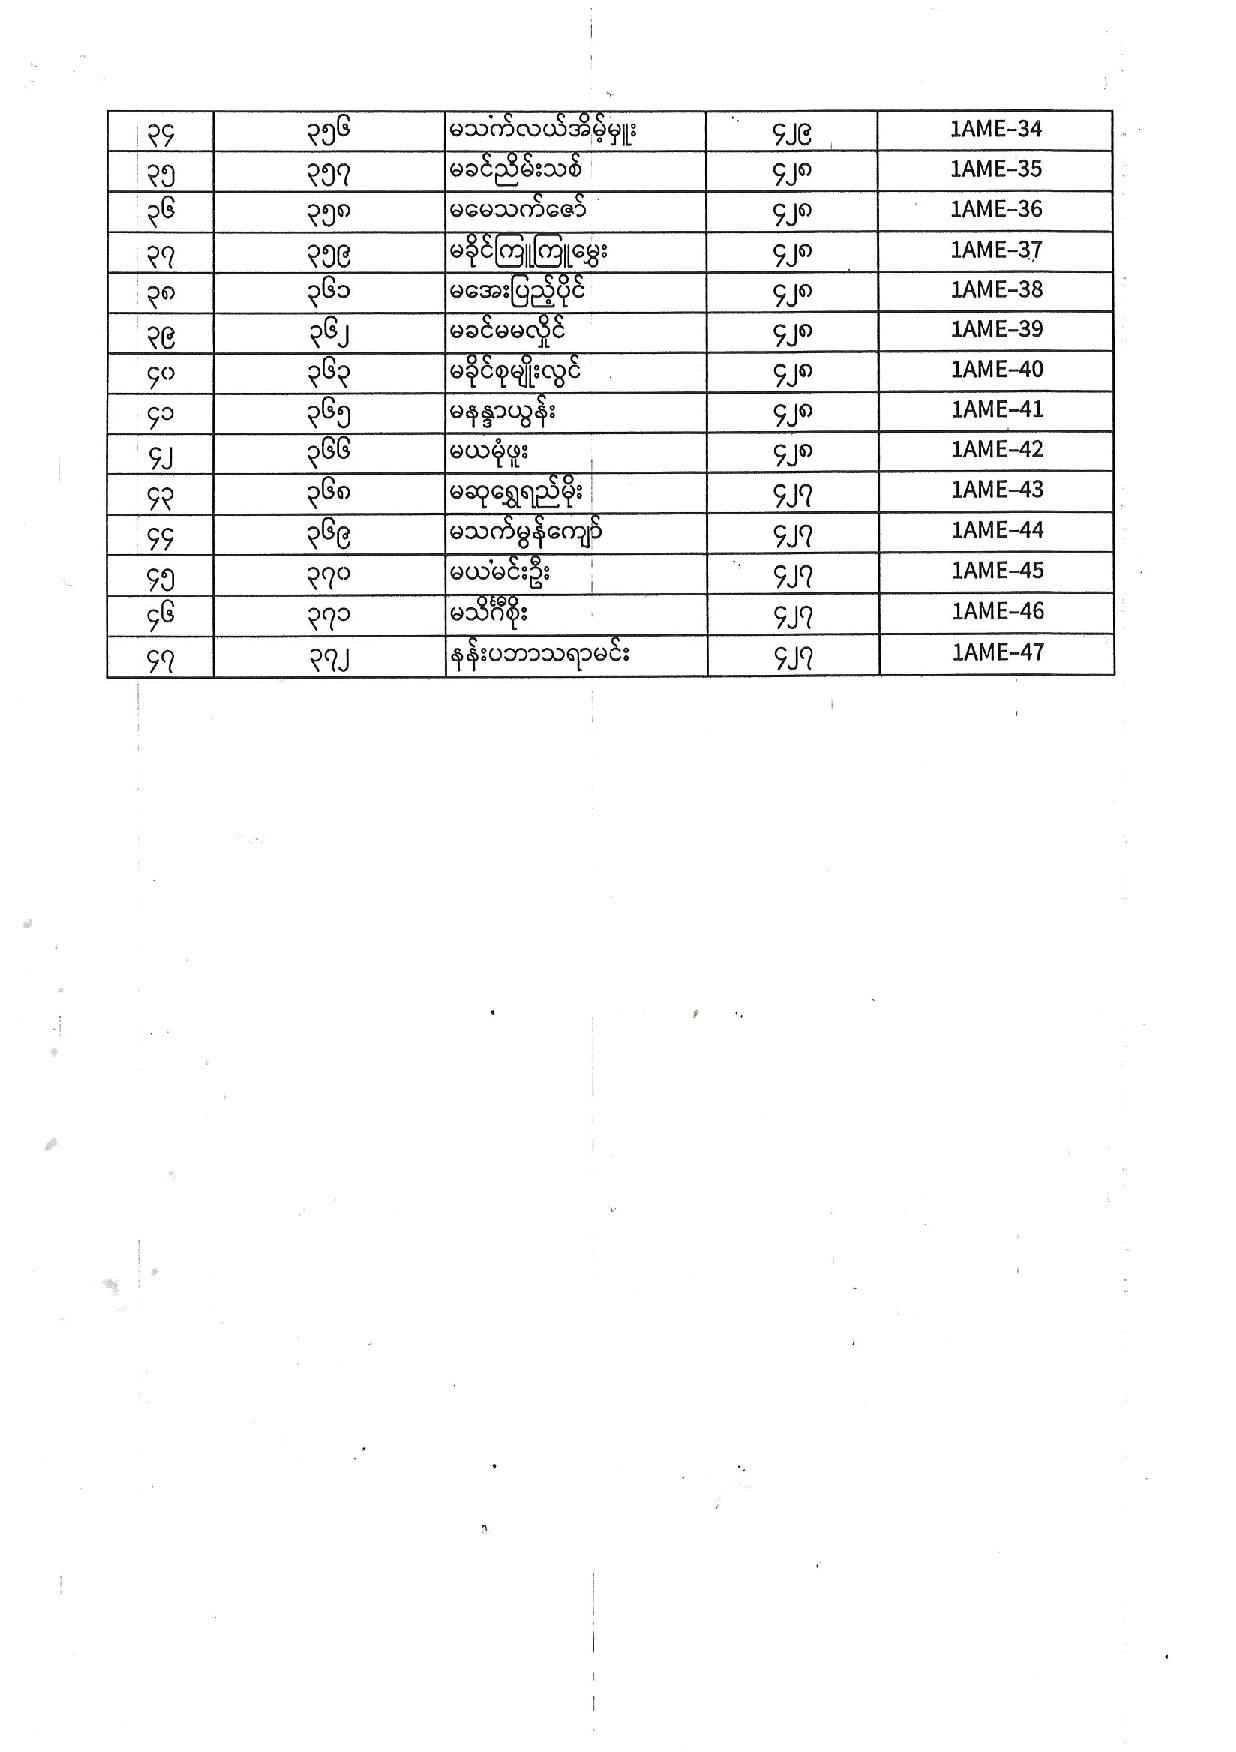 ၃၄ ၃၅၆ မသက်လယ်အိမ့်မှူး ၄၂၉ 1AME-34
၃၅ ၃၅၇ မခင်ညိမ်းသစ် ၄၂၈ 1AME-35
၃၆ ၃၅၈ မမေသက်ဇော် ၄၂၈ 1AME-36
၃၇ ၃၅၉ မခိုင်ကြူကြူမွှေး ၄၂၈ 1AME-37
၃၈ ၃၆၁ မအေးပြည့်ပိုင် ၄၂၈ 1AME-38
၃၉ ၃၆၂ မခင်မမလှိုင် ၄၂၈ 1AME-39
၄၀ ၃၆၃ မခိုင်စုမျိုးလွင် ၄၂၈ 1AME-40
၄၁ ၃၆၅ မနန္ဒာယွန်း ၄၂၈ 1AME-41
၄၂ ၃၆၆ မယမုံဖူး ၄၂၈ 1AME-42
၄၃ ၃၆၈ မဆုရွှေရည်မိုး ၄၂၇ 1AME-43
၄၄ ၃၆၉ မသက်မွန်ကျော် ၄၂၇ 1AME-44
၄၅ ၃၇၀ မယမင်းဦး ၄၂၇ 1AME-45
၄၆ ၃၇၁ မသိင်္ဂီစိုး ၄၂၇ 1AME-46
၄၇ ၃၇၂ နန်းပဘာသရာမင်း ၄၂၇ 1AME-47